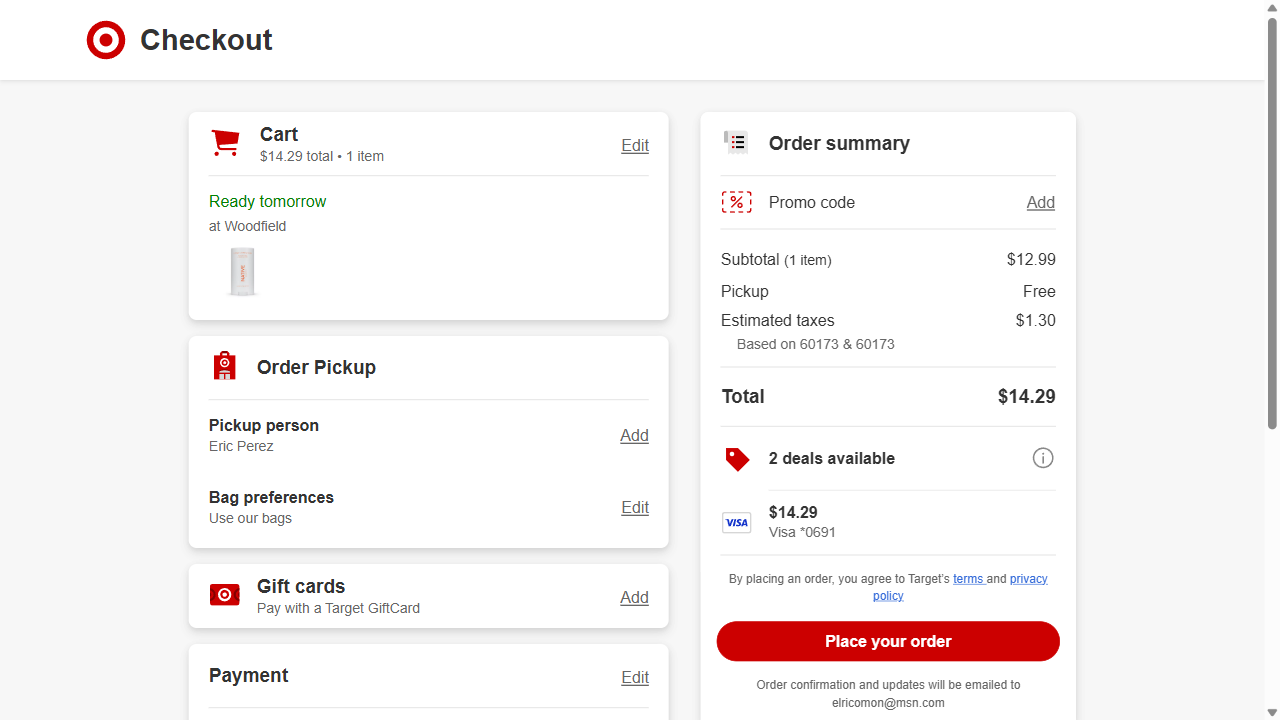 Checkout
Cart
$14.29 total • 1 item
Edit
Ready tomorrow
at Woodfield
NATIVE
Order Pickup
Pickup person
Eric Perez
Add
Bag preferences
Use our bags
Edit
Gift cards
Pay with a Target GiftCard
Add
Payment
Edit
Order summary
Promo code
Add
Subtotal (1 item) $12.99
Pickup Free
Estimated taxes $1.30
Based on 60173 & 60173
Total $14.29
2 deals available
VISA
$14.29
Visa *0691
By placing an order, you agree to Target's terms and privacy
policy
Place your order
Order confirmation and updates will be emailed to
elricomon@msn.com